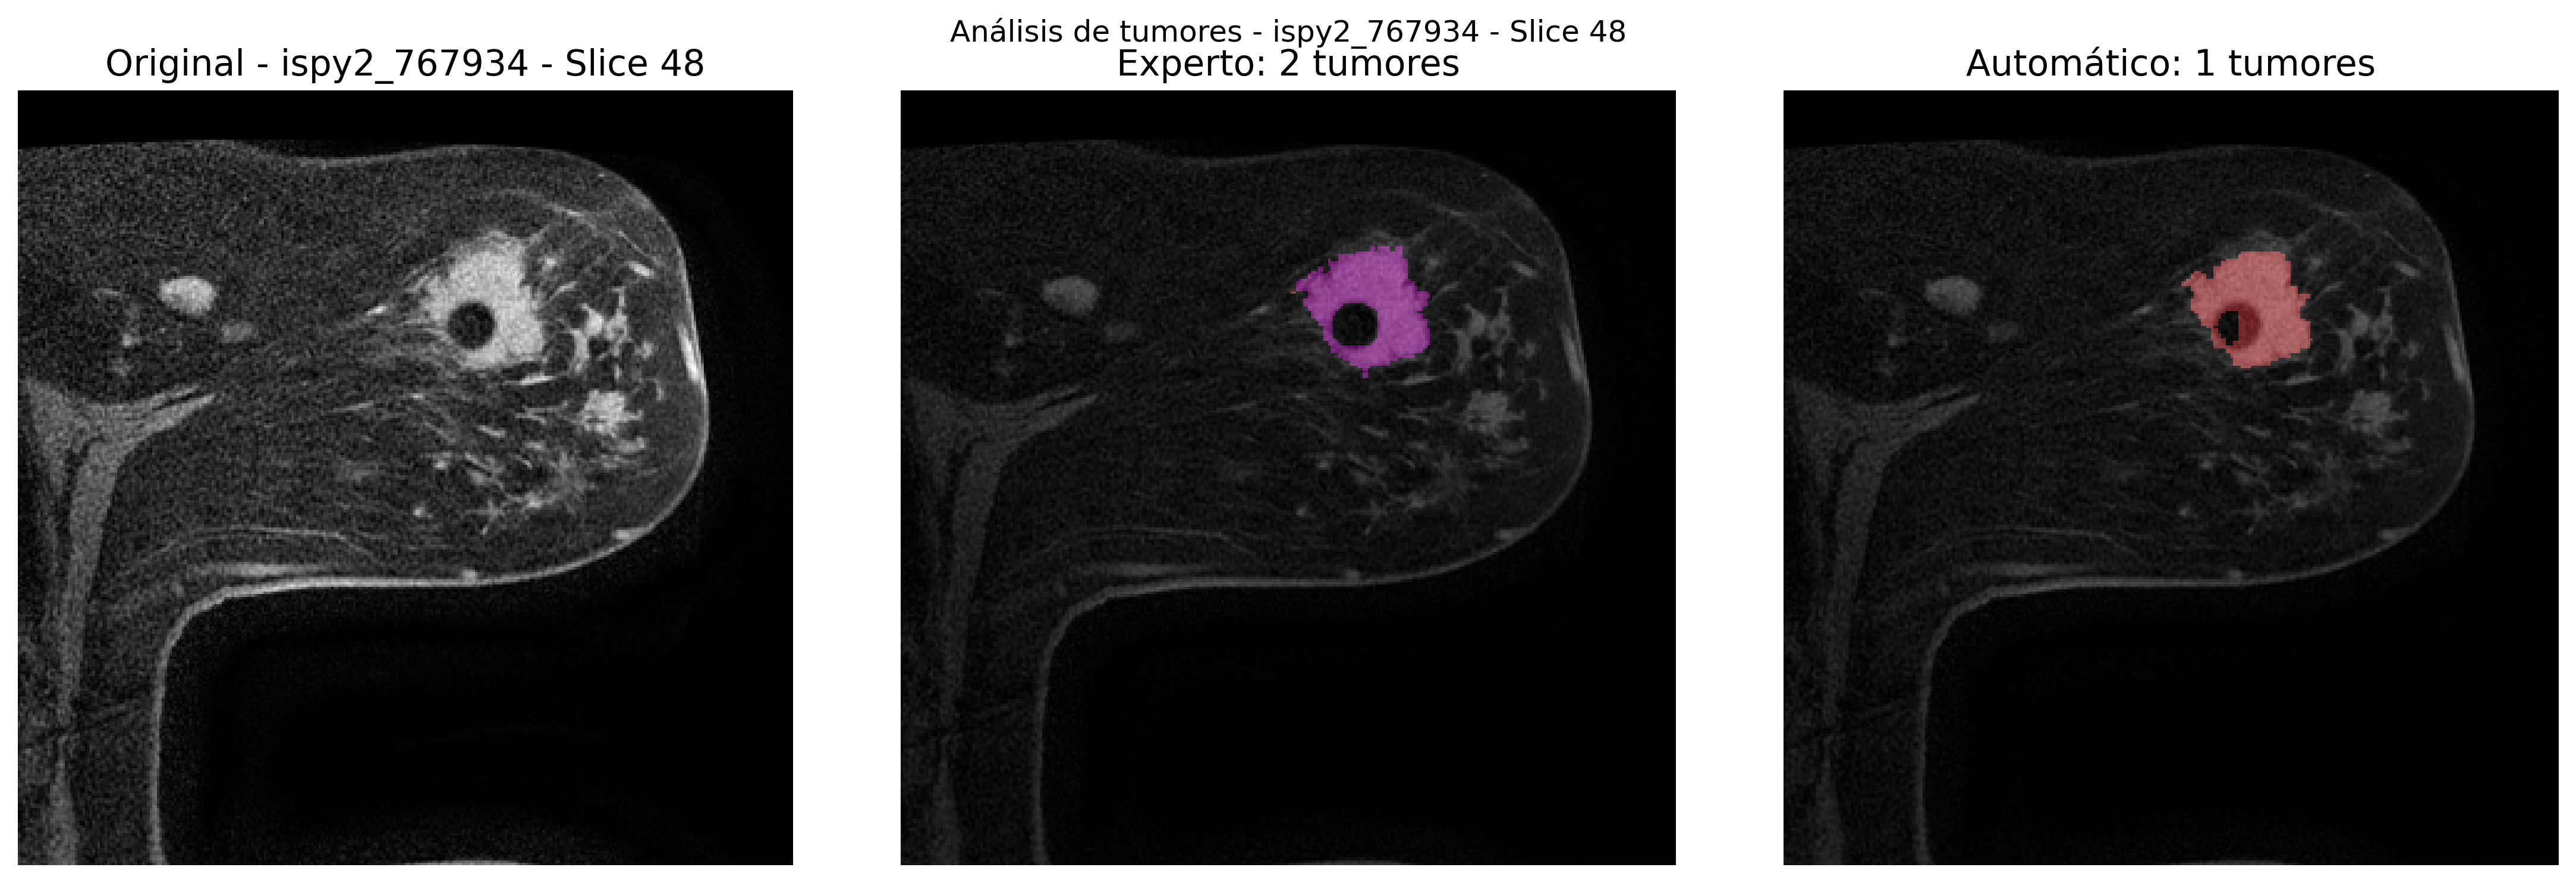 Análisis de tumores - ispy2_767934 - Slice 48
Original - ispy2_767934 - Slice 48
Experto: 2 tumores
Automático: 1 tumores